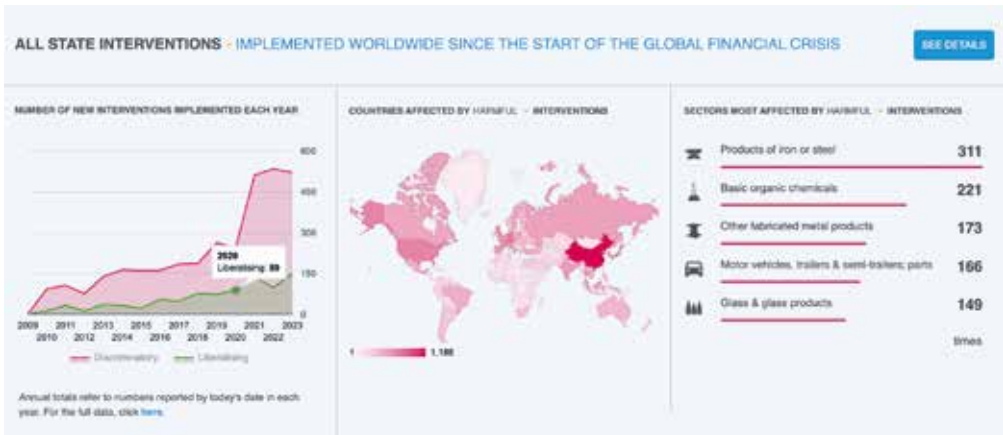 ALL STATE INTERVENTIONS - IMPLEMENTED WORLDWIDE SINCE THE START OF THE GLOBAL FINANCIAL CRISIS
SEE DETAILS
NUMBER OF NEW INTERVENTIONS IMPLEMENTED EACH YEAR
600
450
300
150
0
2020
Liberalising: 89
2009 2011 2013 2015 2017 2019 2021 2023
2010 2012 2014 2016 2018 2020 2022
Discriminatory Liberalising
Annual totals refer to numbers reported by today's date in each
year. For the full data, click here.
COUNTRIES AFFECTED BY HARMFUL - INTERVENTIONS
1
SECTORS MOST AFFECTED BY HARMFUL - INTERVENTIONS
Products of iron or steel 311
Basic organic chemicals 221
Other fabricated metal products 173
Motor vehicles, trailers & semi-trailers; parts 166
Glass & glass products 149
times